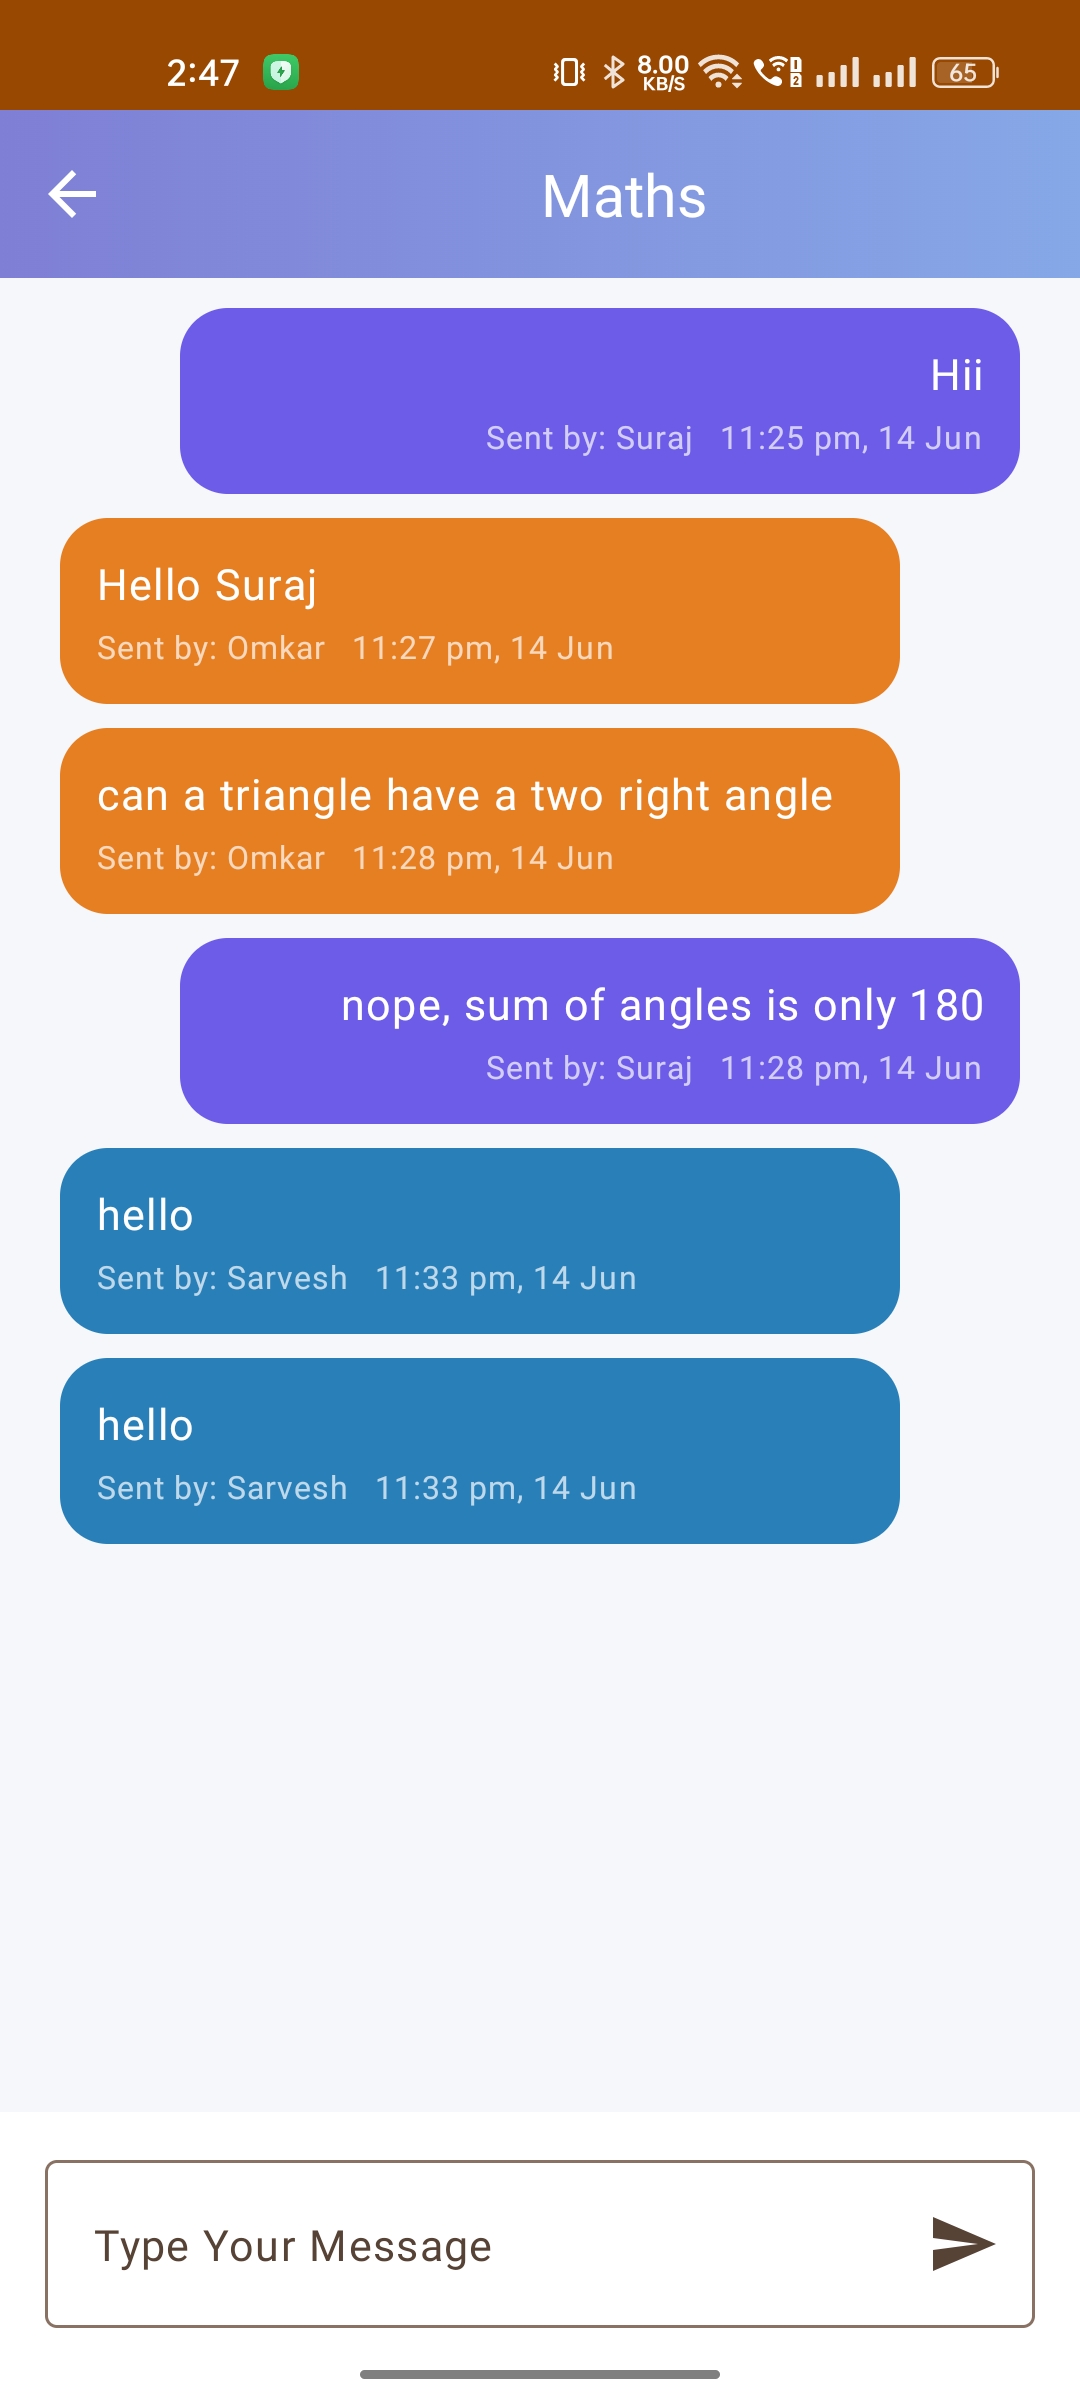 2:47 8.00 KB/S 1 2 65
Maths
Hii
Sent by: Suraj 11:25 pm, 14 Jun
Hello Suraj
Sent by: Omkar 11:27 pm, 14 Jun
can a triangle have a two right angle
Sent by: Omkar 11:28 pm, 14 Jun
nope, sum of angles is only 180
Sent by: Suraj 11:28 pm, 14 Jun
hello
Sent by: Sarvesh 11:33 pm, 14 Jun
hello
Sent by: Sarvesh 11:33 pm, 14 Jun
Type Your Message